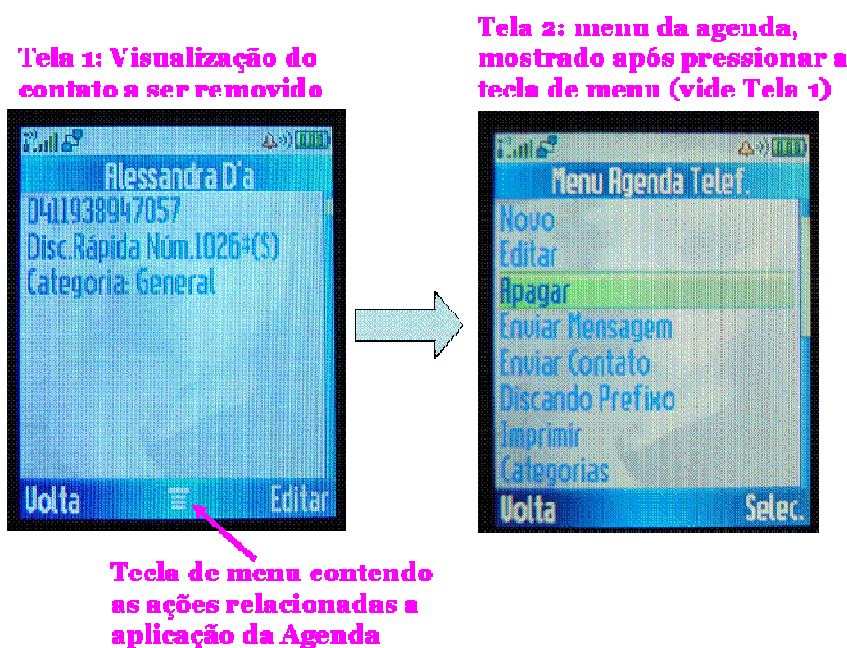 Tela 1: Visualização do
contato a ser removido
Tela 2: menu da agenda,
mostrado após pressionar a
tecla de menu (vide Tela 1)
Alessandra D'a
0411938947057
Disc.Rápida Núm.1026#(S)
Categoria: General
Volta
Editar
Menu Agenda Telef.
Novo
Editar
Apagar
Enviar Mensagem
Enviar Contato
Discando Prefixo
Imprimir
Categorias
Volta
Selec.
Tecla de menu contendo
as ações relacionadas a
aplicação da Agenda